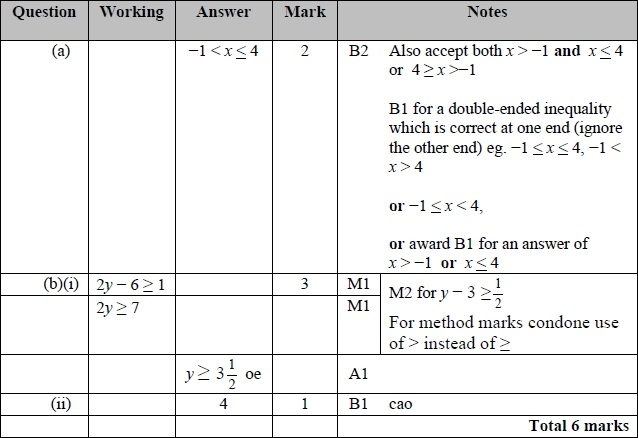 Question Working Answer Mark Notes
(a) −1 < x ≤ 4 2 B2 Also accept both x > −1 and x ≤ 4
or 4 ≥ x >−1
B1 for a double-ended inequality
which is correct at one end (ignore
the other end) eg. −1 ≤ x ≤ 4, −1 <
x > 4
or −1 ≤ x < 4,
or award B1 for an answer of
x > −1 or x ≤ 4
(b)(i) 2y − 6 ≥ 1 3 M1 M2 for y − 3 ≥ 1/2
2y ≥ 7 M1
For method marks condone use
of > instead of ≥
y ≥ 3 1/2 oe A1
(ii) 4 1 B1 cao
Total 6 marks